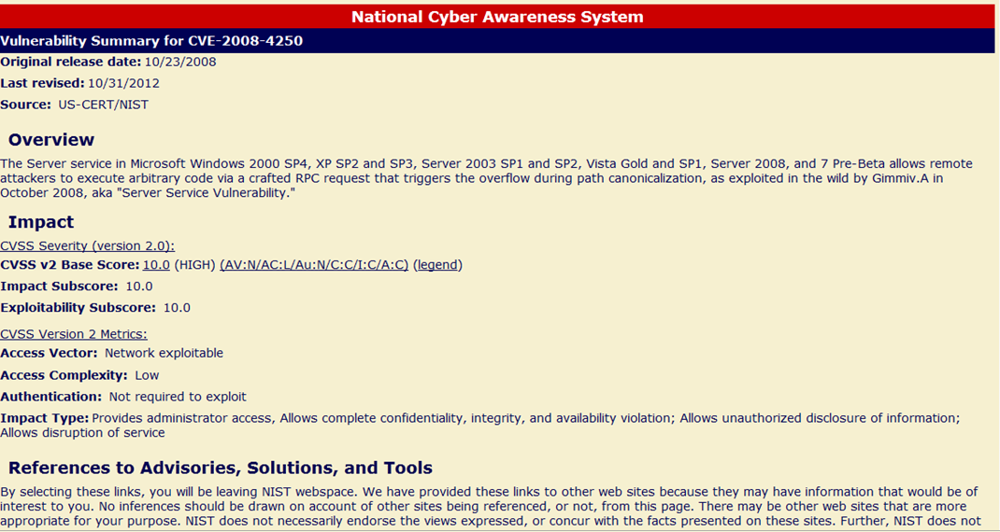 National Cyber Awareness System
Vulnerability Summary for CVE-2008-4250
Original release date: 10/23/2008
Last revised: 10/31/2012
Source: US-CERT/NIST
Overview
The Server service in Microsoft Windows 2000 SP4, XP SP2 and SP3, Server 2003 SP1 and SP2, Vista Gold and SP1, Server 2008, and 7 Pre-Beta allows remote
attackers to execute arbitrary code via a crafted RPC request that triggers the overflow during path canonicalization, as exploited in the wild by Gimmiv.A in
October 2008, aka "Server Service Vulnerability."
Impact
CVSS Severity (version 2.0):
CVSS v2 Base Score: 10.0 (HIGH) (AV:N/AC:L/Au:N/C:C/I:C/A:C) (legend)
Impact Subscore: 10.0
Exploitability Subscore: 10.0
CVSS Version 2 Metrics:
Access Vector: Network exploitable
Access Complexity: Low
Authentication: Not required to exploit
Impact Type: Provides administrator access, Allows complete confidentiality, integrity, and availability violation; Allows unauthorized disclosure of information;
Allows disruption of service
References to Advisories, Solutions, and Tools
By selecting these links, you will be leaving NIST webspace. We have provided these links to other web sites because they may have information that would be of
interest to you. No inferences should be drawn on account of other sites being referenced, or not, from this page. There may be other web sites that are more
appropriate for your purpose. NIST does not necessarily endorse the views expressed, or concur with the facts presented on these sites. Further, NIST does not